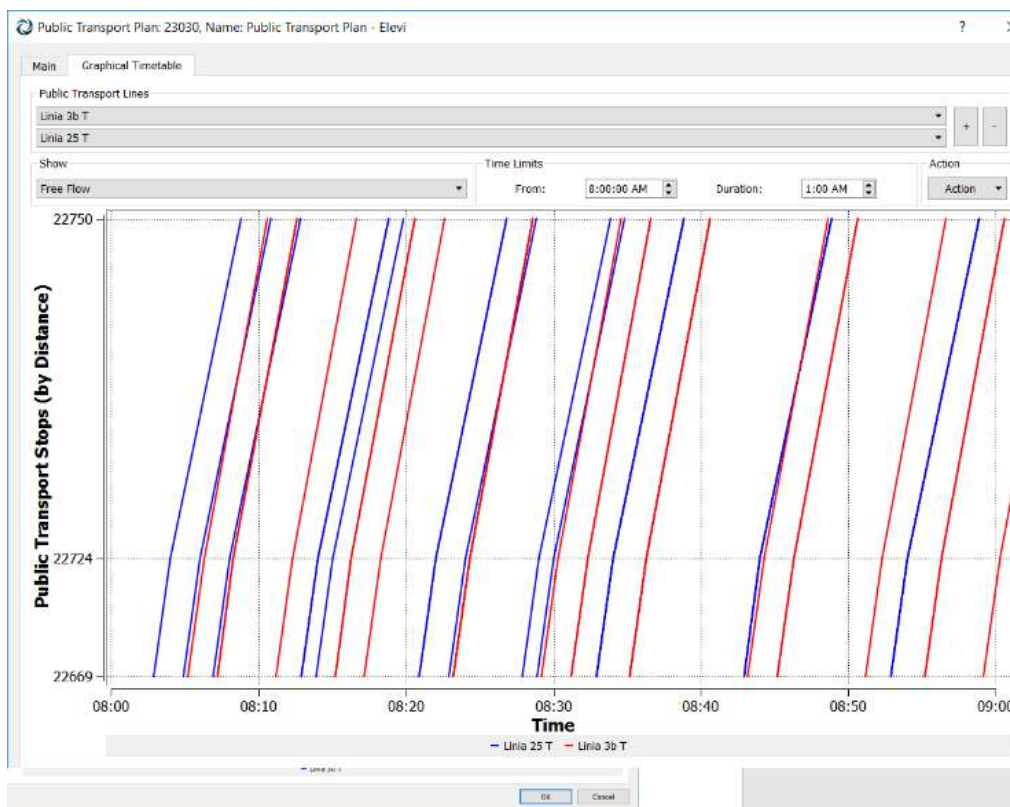 Public Transport Plan: 23030, Name: Public Transport Plan - Elevi
?
Main Graphical Timetable
Public Transport Lines
Linia 3b T
Linia 25 T
+ -
Show Time Limits Action
Free Flow From: 8:00:00 AM Duration: 1:00 AM Action
22750
22724
22669
Public Transport Stops (by Distance)
08:00 08:10 08:20 08:30 08:40 08:50 09:00
Time
Linia 25 T Linia 3b T
OK Cancel